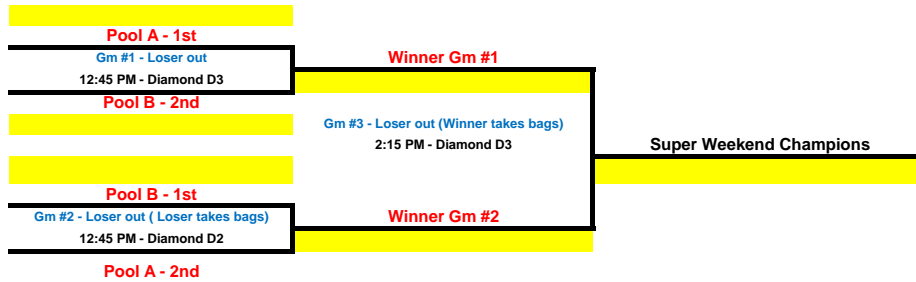 Pool A - 1st
Gm #1 - Loser out
12:45 PM - Diamond D3
Pool B - 2nd
Winner Gm #1
Gm #3 - Loser out (Winner takes bags)
2:15 PM - Diamond D3
Super Weekend Champions
Pool B - 1st
Gm #2 - Loser out ( Loser takes bags)
12:45 PM - Diamond D2
Pool A - 2nd
Winner Gm #2